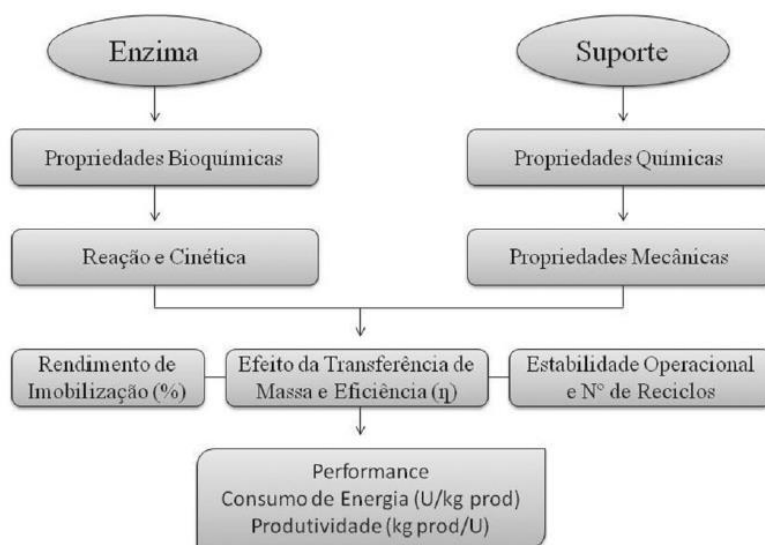 Enzima
Suporte
Propriedades Bioquímicas
Propriedades Químicas
Reação e Cinética
Propriedades Mecânicas
Rendimento de
Imobilização (%)
Efeito da Transferência de
Massa e Eficiência (η)
Estabilidade Operacional
e N° de Reciclos
Performance
Consumo de Energia (U/kg prod)
Produtividade (kg prod/U)